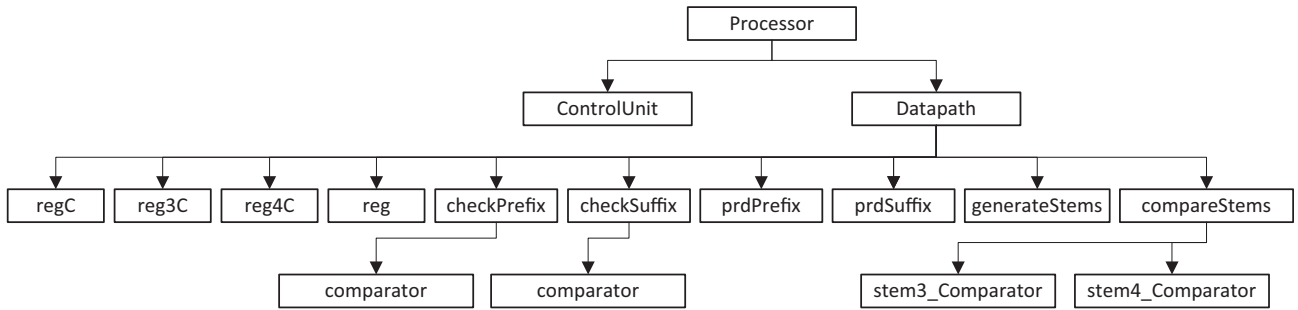 Processor
ControlUnit
Datapath
regC
reg3C
reg4C
reg
checkPrefix
checkSuffix
prdPrefix
prdSuffix
generateStems
compareStems
comparator
comparator
stem3_Comparator
stem4_Comparator